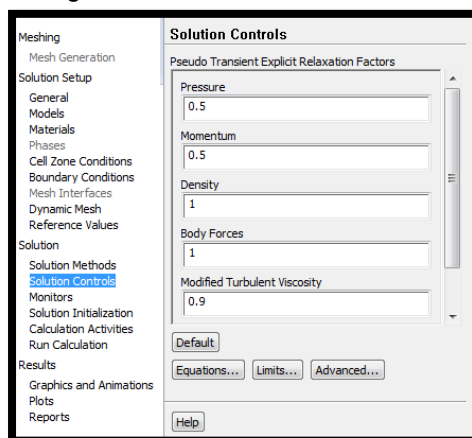 Meshing
Mesh Generation
Solution Setup
General
Models
Materials
Phases
Cell Zone Conditions
Boundary Conditions
Mesh Interfaces
Dynamic Mesh
Reference Values
Solution
Solution Methods
Solution Controls
Monitors
Solution Initialization
Calculation Activities
Run Calculation
Results
Graphics and Animations
Plots
Reports
Solution Controls
Pseudo Transient Explicit Relaxation Factors
Pressure
0.5
Momentum
0.5
Density
1
Body Forces
1
Modified Turbulent Viscosity
0.9
Default
Equations... Limits... Advanced...
Help